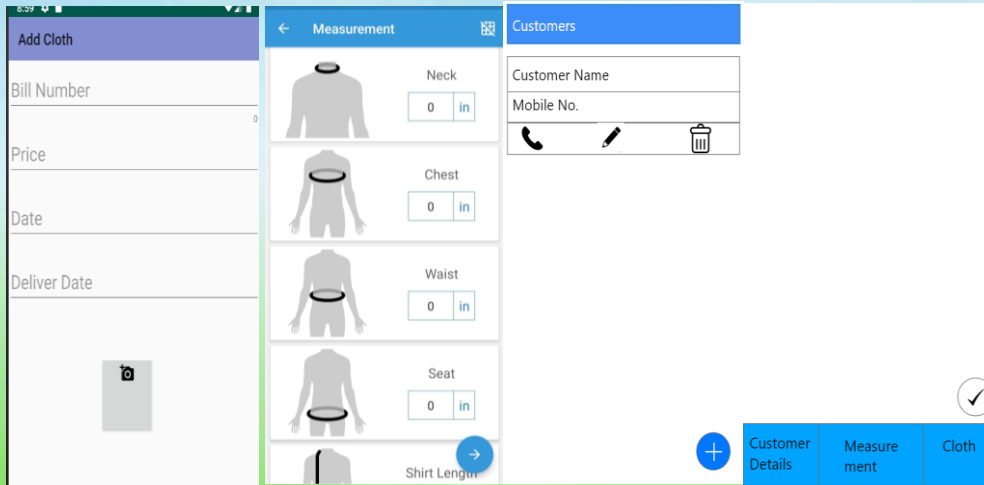 8:59
Add Cloth
Bill Number
0
Price
Date
Deliver Date
Measurement
Neck
0 in
Chest
0 in
Waist
0 in
Seat
0 in
Shirt Length
Customers
Customer Name
Mobile No.
Customer
Details
Measure
ment
Cloth